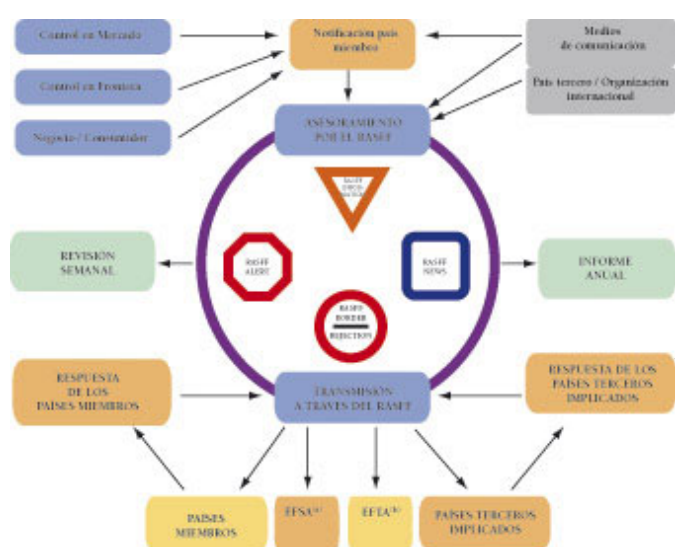 Control en Mercado
Notificación país
miembro
Medios
de comunicación
Control en Frontera
País tercero / Organización
internacional
Negocio / Consumidor
ASESORAMIENTO
POR EL RASFF
RASFF
REVISIÓN
SEMANAL
RASFF
ALERT
RASFF
NEWS
INFORME
ANUAL
RASFF
BORDER
REJECTION
RESPUESTA
DE LOS
PAÍSES MIEMBROS
TRANSMISIÓN
A TRAVES DEL RASFF
RESPUESTA DE LOS
PAÍSES TERCEROS
IMPLICADOS
PAÍSES
MIEMBROS
EFSA(a)
EFTA(b)
PAÍSES TERCEROS
IMPLICADOS